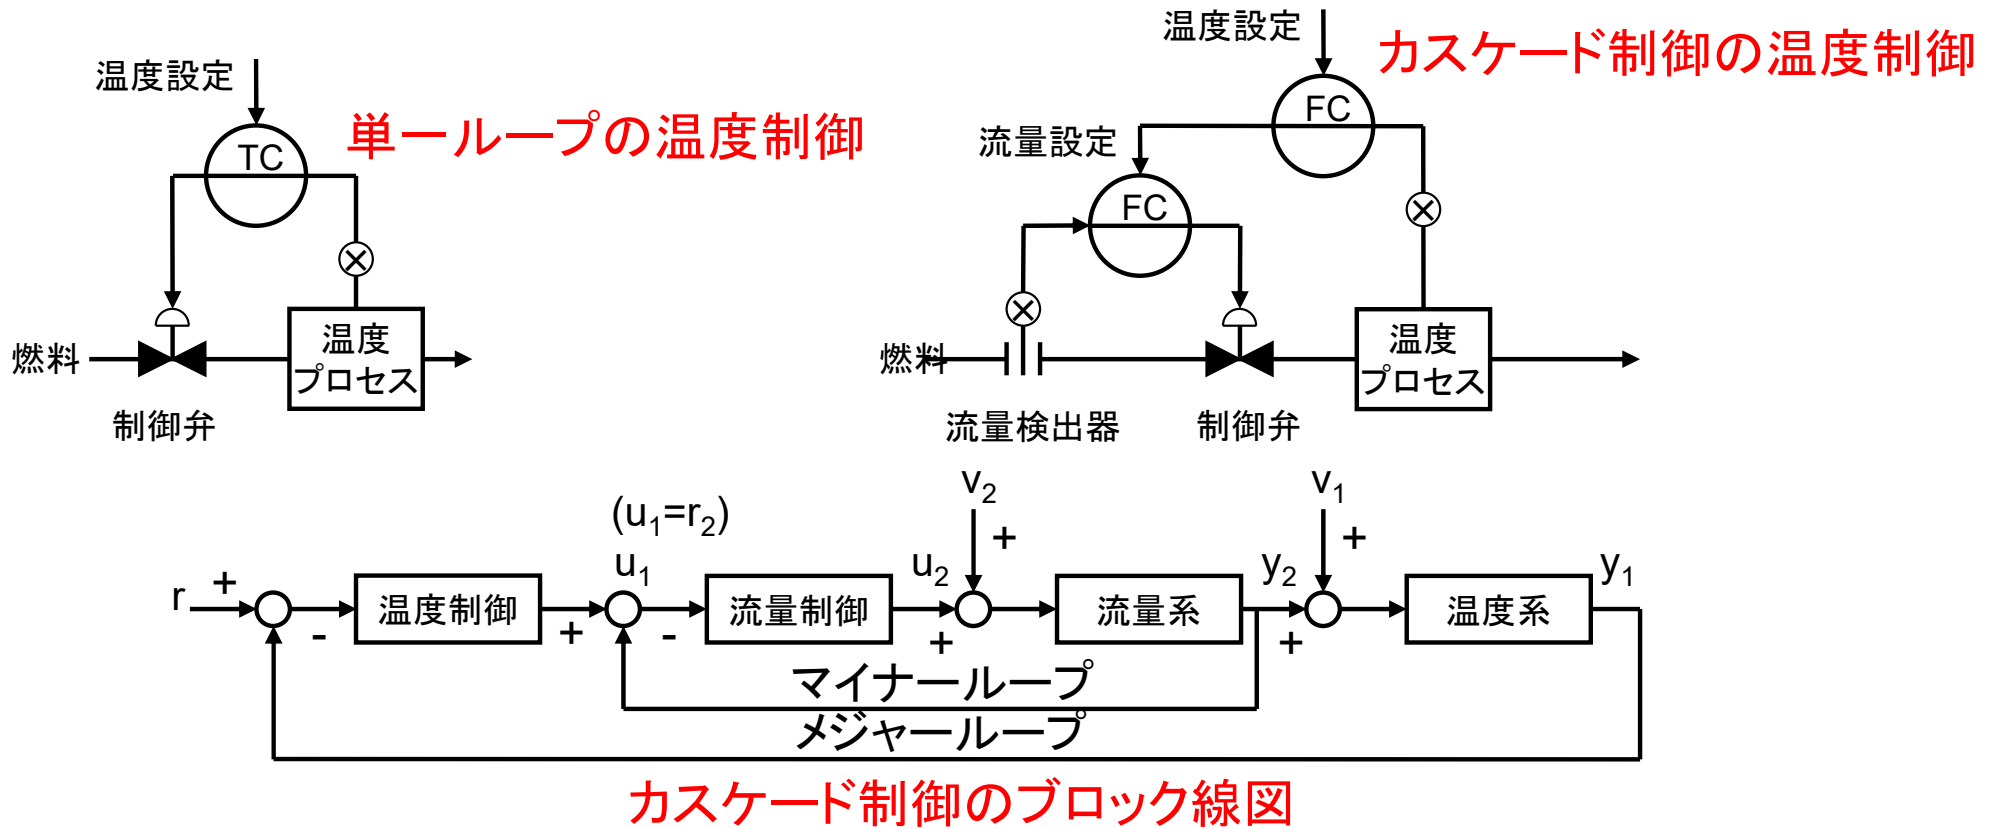 温度設定
単一ループの温度制御
TC
燃料
温度
プロセス
制御弁
温度設定
カスケード制御の温度制御
FC
流量設定
FC
燃料
温度
プロセス
流量検出器
制御弁
(u1=r2)
v2
v1
r
+
-
温度制御
u1
+
-
流量制御
u2
+
+
流量系
y2
+
+
温度系
y1
マイナーループ
メジャーループ
カスケード制御のブロック線図